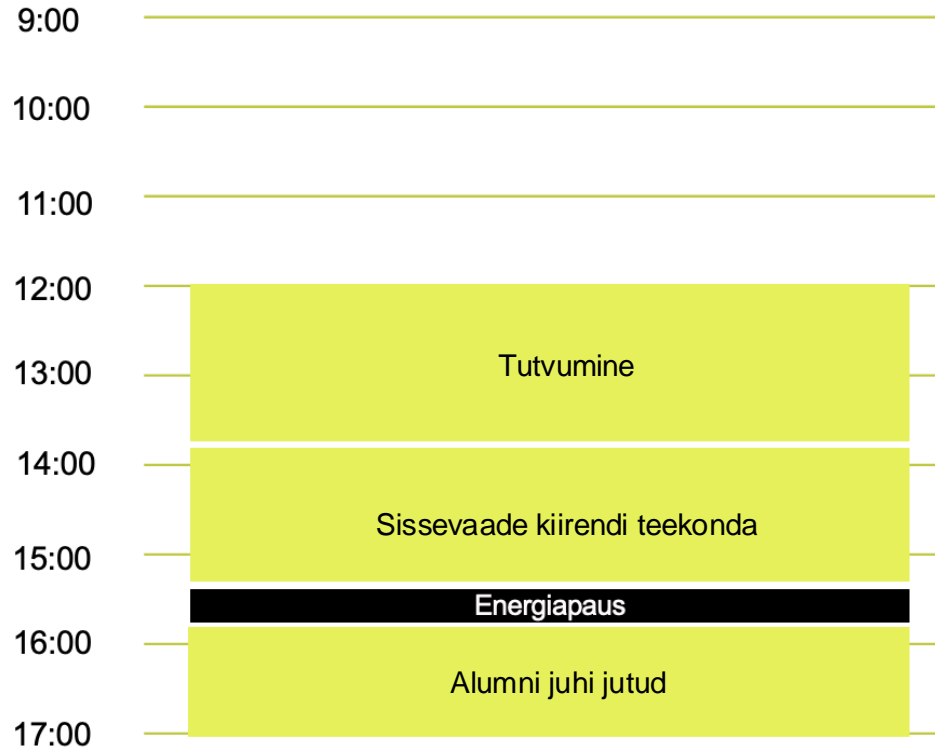 9:00
10:00
11:00
12:00
Tutvumine
13:00
14:00
Sissevaade kiirendi teekonda
15:00
Energiapaus
16:00
Alumni juhi jutud
17:00